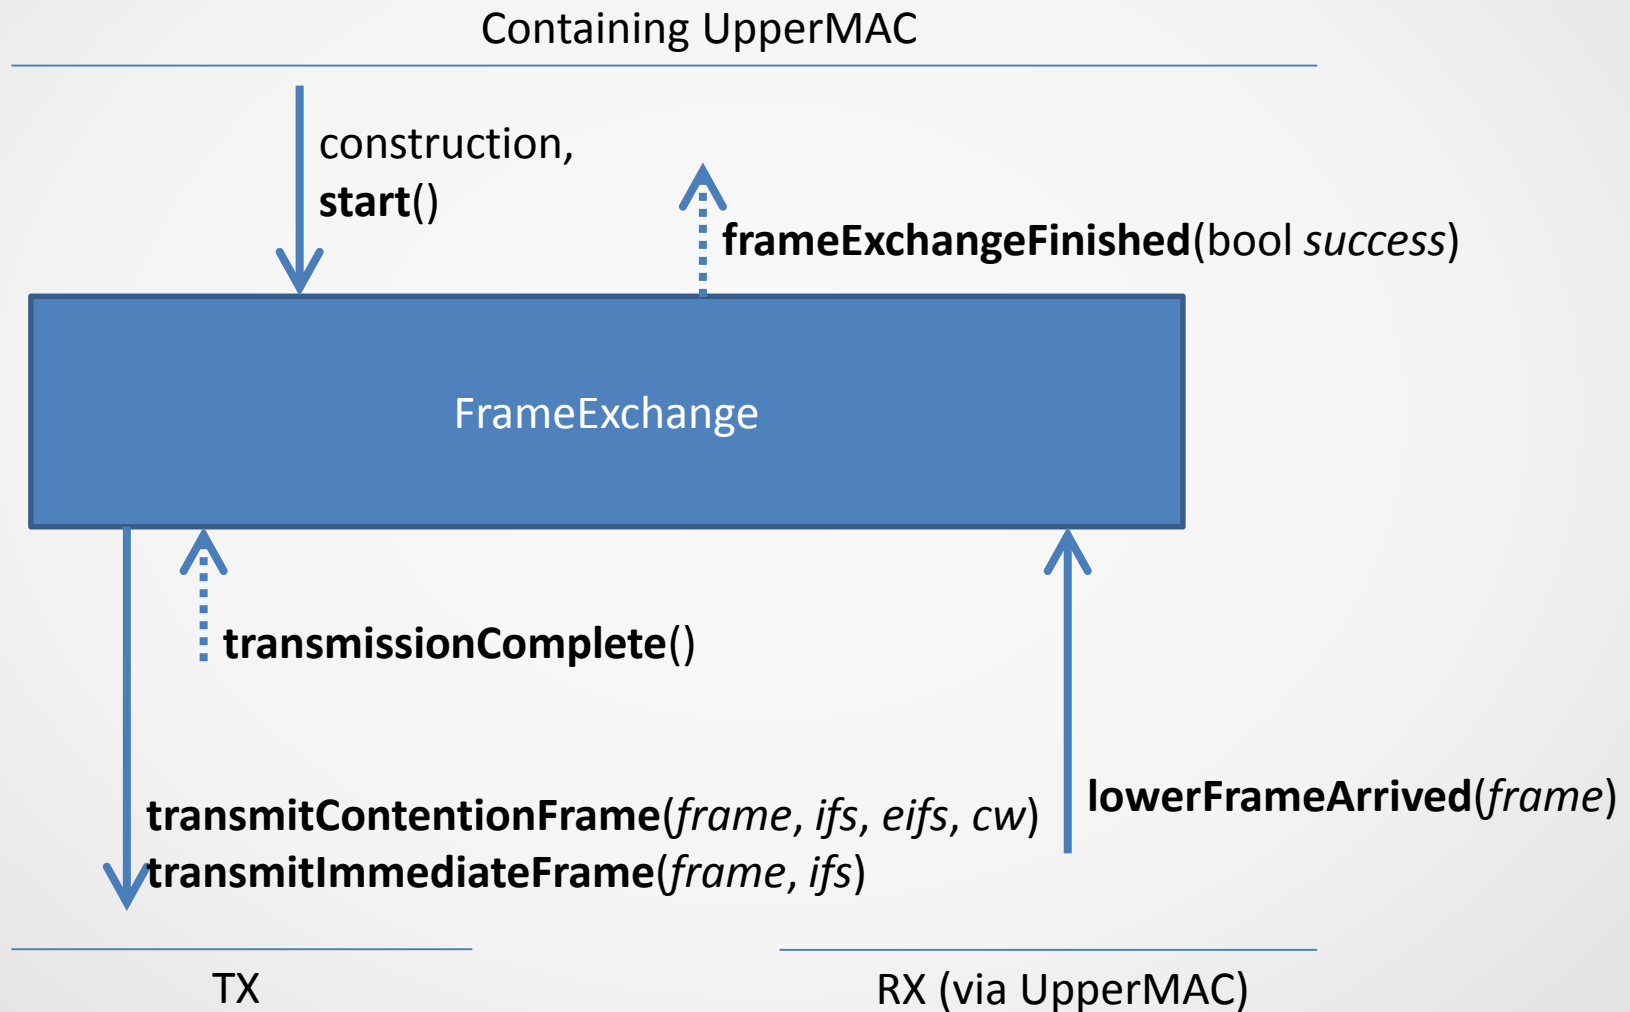 Containing UpperMAC
construction,
start()
frameExchangeFinished(bool success)
FrameExchange
transmissionComplete()
transmitContentionFrame(frame, ifs, eifs, cw)
transmitImmediateFrame(frame, ifs)
lowerFrameArrived(frame)
TX
RX (via UpperMAC)